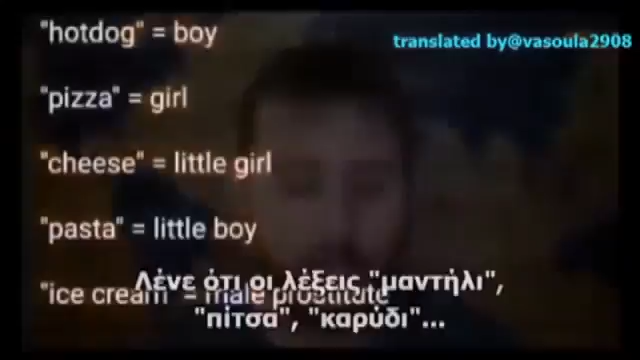 "hotdog" = boy
translated by@vasoula2908
"pizza" = girl
"cheese" = little girl
"pasta" = little boy
"ice cream" = male prostitute
Λένε ότι οι λέξεις "μαντήλι",
"πίτσα", "καρύδι"...